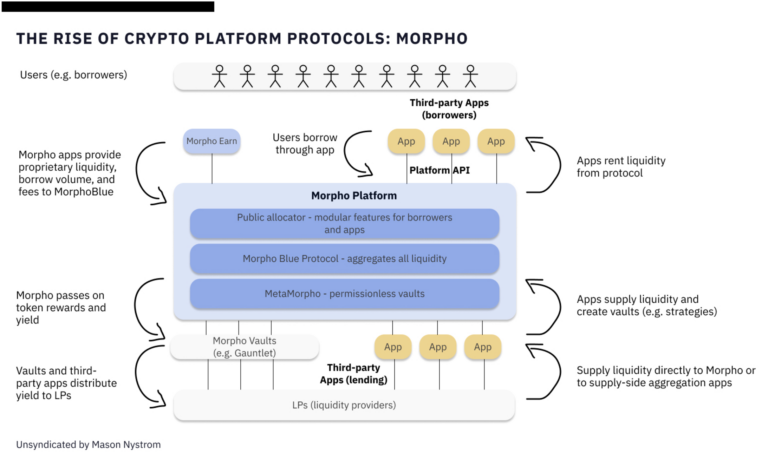 THE RISE OF CRYPTO PLATFORM PROTOCOLS: MORPHO
Users (e.g. borrowers)
Third-party Apps
(borrowers)
Morpho Earn
Users borrow
through app
App
App
App
Platform API
Morpho apps provide
proprietary liquidity,
borrow volume, and
fees to MorphoBlue
Apps rent liquidity
from protocol
Morpho Platform
Public allocator - modular features for borrowers
and apps
Morpho Blue Protocol - aggregates all liquidity
MetaMorpho - permissionless vaults
Morpho passes on
token rewards and
yield
Apps supply liquidity and
create vaults (e.g. strategies)
Morpho Vaults
(e.g. Gauntlet)
App
App
App
Third-party
Apps (lending)
Vaults and third-
party apps distribute
yield to LPs
Supply liquidity directly to Morpho or
to supply-side aggregation apps
LPs (liquidity providers)
Unsyndicated by Mason Nystrom